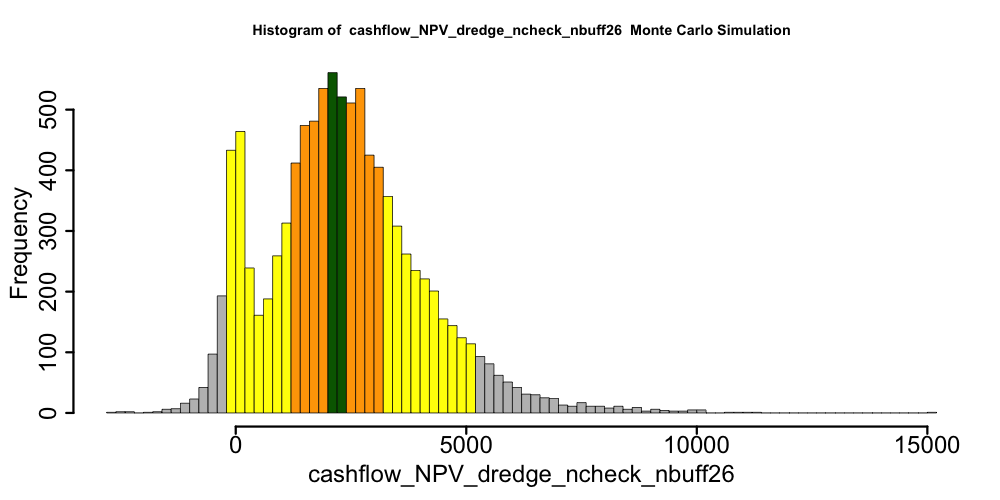 Histogram of  cashflow_NPV_dredge_ncheck_nbuff26  Monte Carlo Simulation
Frequency
500
400
300
200
100
0
0 5000 10000 15000
cashflow_NPV_dredge_ncheck_nbuff26